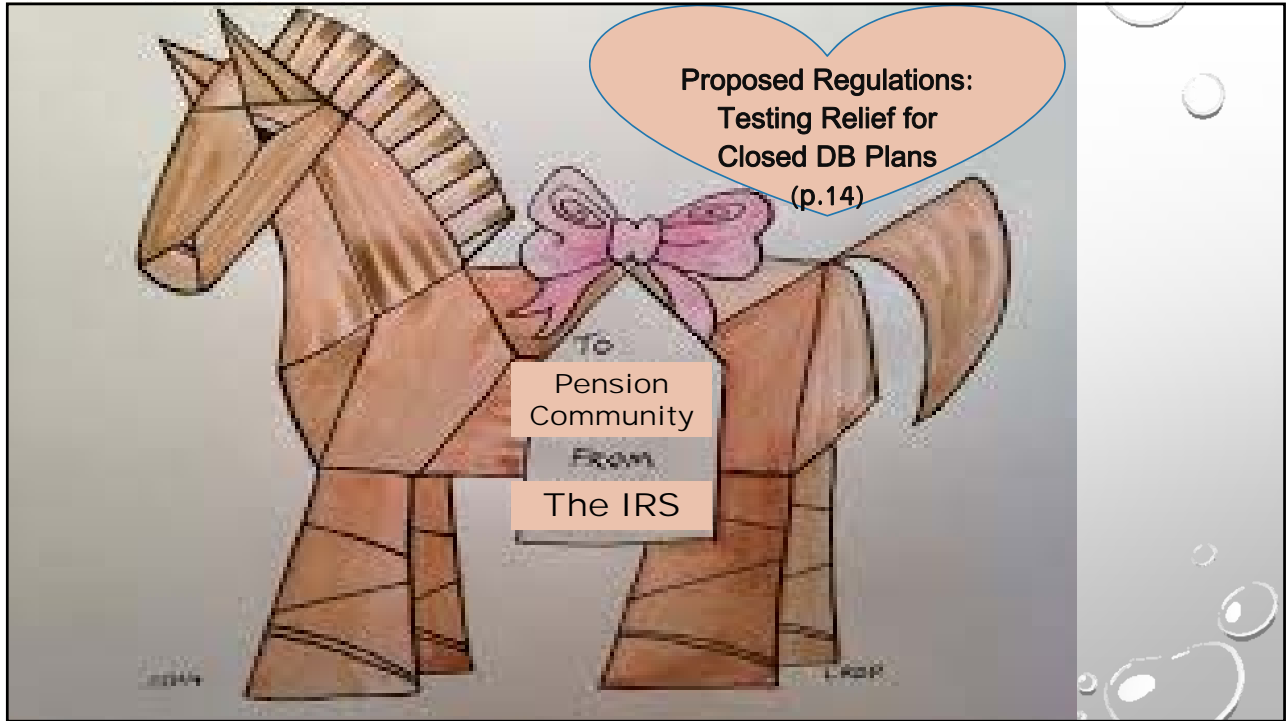 Proposed Regulations:
Testing Relief for
Closed DB Plans
(p.14)
To
Pension
Community
From
The IRS